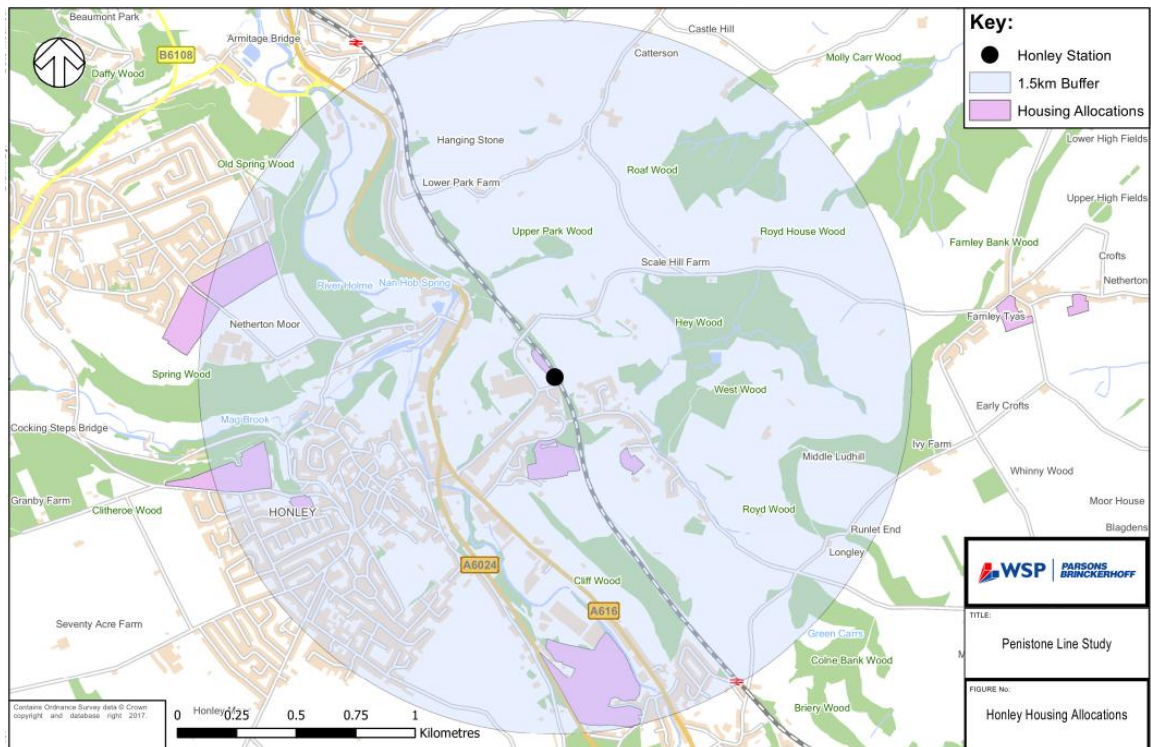 Beaumont Park
Armitage Bridge
B6108
Daffy Wood
Castle Hill
Catterson
Molly Carr Wood
Key:
Honley Station
1.5km Buffer
Housing Allocations
Lower High Fields
Hanging Stone
Old Spring Wood
Lower Park Farm
Roaf Wood
Upper High Fields
Upper Park Wood
Royd House Wood
Farnley Bank Wood
Crofts
Scale Hill Farm
Netherton
River Holme
Nan Hob Spring
Netherton Moor
Hey Wood
Farnley Tyas
Spring Wood
West Wood
Early Crofts
Mag Brook
Cocking Steps Bridge
Ivy Farm
Middle Ludhill
Whinny Wood
Granby Farm
Clitheroe Wood
HONLEY
Royd Wood
Moor House
Runlet End
Blagdens
Longley
A6024
Cliff Wood
A616
WSP | PARSONS
BRINCKERHOFF
Seventy Acre Farm
Green Carrs
Colne Bank Wood
TITLE:
Penistone Line Study
Briery Wood
FIGURE No:
Honley Housing Allocations
Contains Ordnance Survey data © Crown
copyright and database right 2017.
0 0.25 0.5 0.75 1
Kilometres